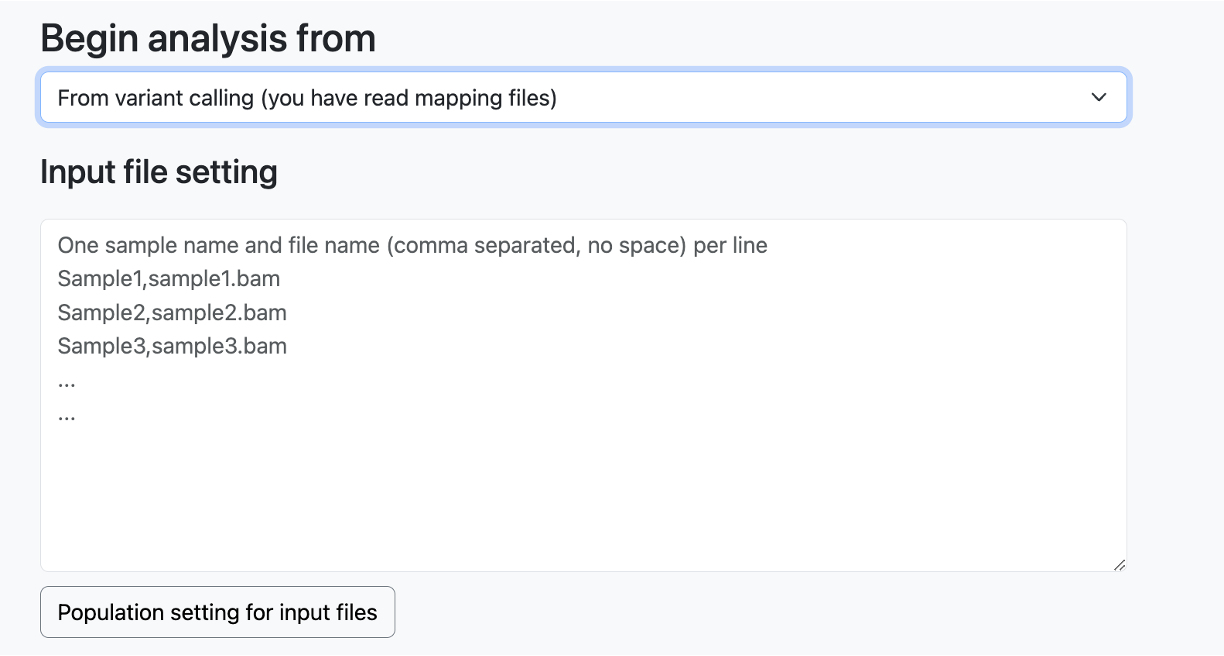 Begin analysis from
From variant calling (you have read mapping files)
Input file setting
One sample name and file name (comma separated, no space) per line
Sample1,sample1.bam
Sample2,sample2.bam
Sample3,sample3.bam
...
...
Population setting for input files